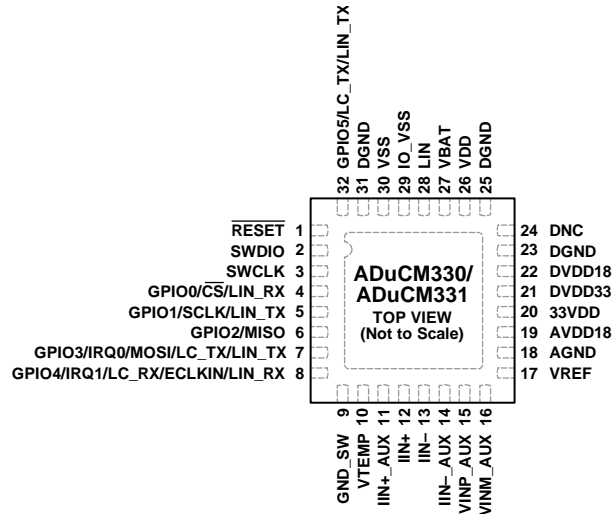 32 GPIO5/LC_TX/LIN_TX
31 DGND
30 VSS
29 IO_VSS
28 LIN
27 VBAT
26 VDD
25 DGND
RESET 1
SWDIO 2
SWCLK 3
GPIO0/CS/LIN_RX 4
GPIO1/SCLK/LIN_TX 5
GPIO2/MISO 6
GPIO3/IRQ0/MOSI/LC_TX/LIN_TX 7
GPIO4/IRQ1/LC_RX/ECLKIN/LIN_RX 8
ADuCM330/
ADuCM331
TOP VIEW
(Not to Scale)
24 DNC
23 DGND
22 DVDD18
21 DVDD33
20 33VDD
19 AVDD18
18 AGND
17 VREF
GND_SW 9
VTEMP 10
IIN+_AUX 11
IIN+ 12
IIN– 13
IIN–_AUX 14
VINP_AUX 15
VINM_AUX 16